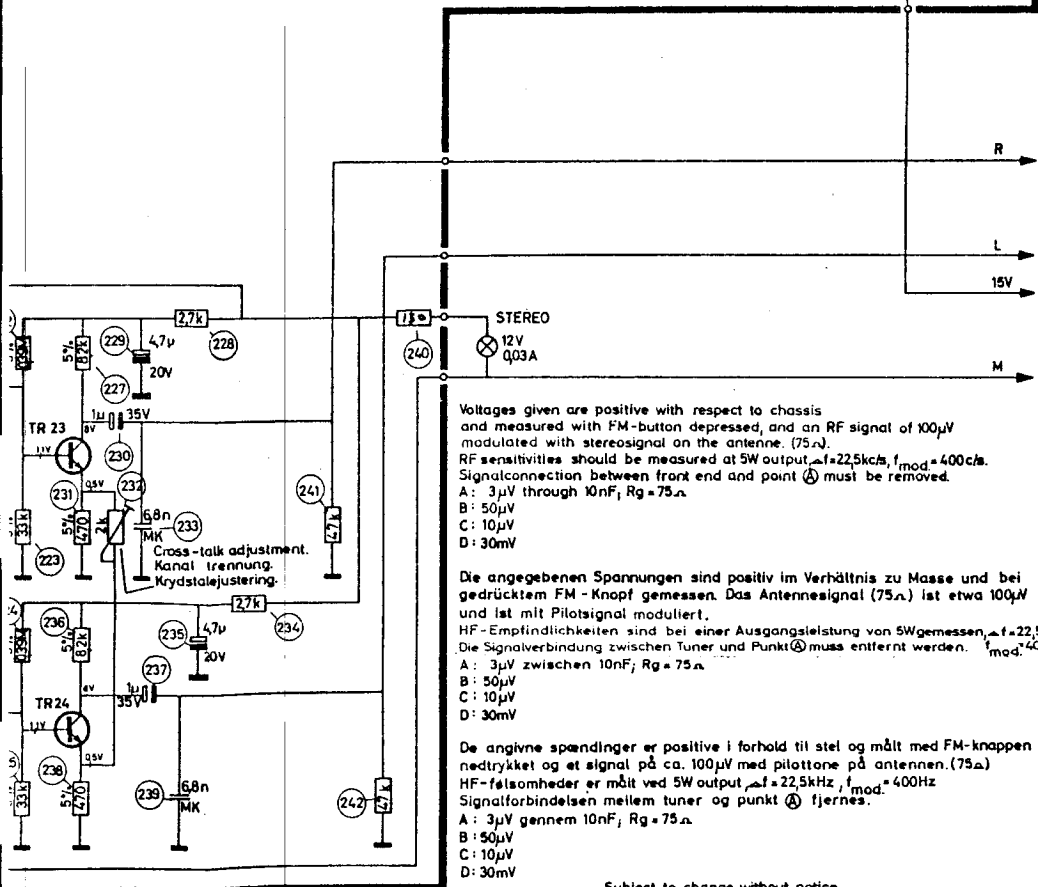 R
L
15V
STEREO
12V
0,03A
M
2,7k
228
229
4,7µ
20V
5%
8,2k
227
0,39M
1µ
35V
8V
230
TR 23
1,1V
0,5V
231
232
33k
223
5%
470
2k
6,8n
MK
233
241
47k
240
Cross-talk adjustment.
Kanal trennung.
Krydstalejustering.
2,7k
234
235
4,7µ
20V
236
5%
8,2k
0,39M
237
1µ
35V
TR24
1,1V
0,5V
238
33k
5%
470
239
6,8n
MK
242
47k
Voltages given are positive with respect to chassis
and measured with FM-button depressed, and an RF signal of 100µV
modulated with stereosignal on the antenne. (75Ω).
RF sensitivities should be measured at 5W output, △f=22,5kc/s, fmod.=400c/s.
Signalconnection between front end and point Ⓐ must be removed.
A: 3µV through 10nF; Rg=75Ω
B: 50µV
C: 10µV
D: 30mV
Die angegebenen Spannungen sind positiv im Verhältnis zu Masse und bei
gedrücktem FM-Knopf gemessen. Das Antennesignal (75Ω) ist etwa 100µV
und ist mit Pilotsignal moduliert.
HF-Empfindlichkeiten sind bei einer Ausgangsleistung von 5W gemessen, △f=22,5
Die Signalverbindung zwischen Tuner und Punkt Ⓐ muss entfernt werden. fmod.=40
A: 3µV zwischen 10nF; Rg=75Ω
B: 50µV
C: 10µV
D: 30mV
De angivne spændinger er positive i forhold til stel og målt med FM-knappen
nedtrykket og et signal på ca. 100µV med pilottone på antennen. (75Ω)
HF-følsomheder er målt ved 5W output, △f=22,5kHz, fmod.=400Hz
Signalforbindelsen mellem tuner og punkt Ⓐ fjernes.
A: 3µV gennem 10nF; Rg=75Ω
B: 50µV
C: 10µV
D: 30mV
Subject to change without notice